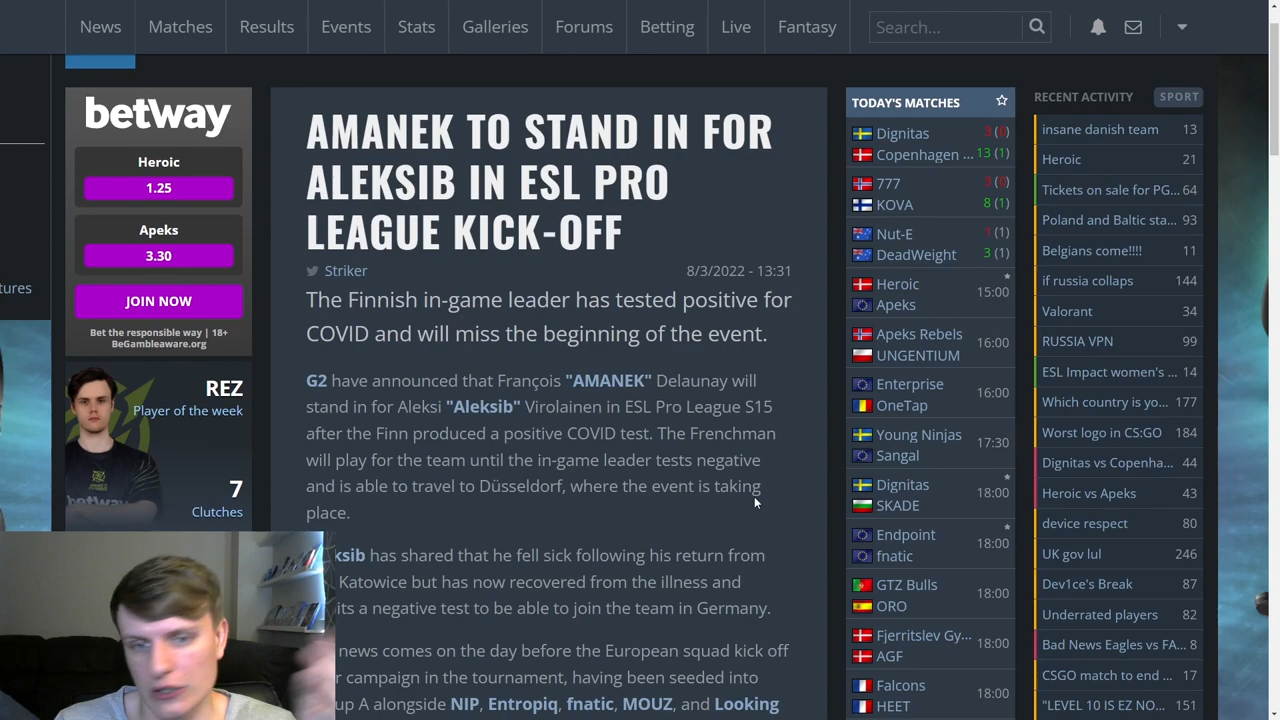 News Matches Results Events Stats Galleries Forums Betting Live Fantasy Search...
betway
Heroic
1.25
Apeks
3.30
JOIN NOW
Bet the responsible way | 18+
BeGambleaware.org
REZ
Player of the week
7
Clutches
tures
AMANEK TO STAND IN FOR
ALEKSIB IN ESL PRO
LEAGUE KICK-OFF
Striker 8/3/2022 - 13:31
The Finnish in-game leader has tested positive for
COVID and will miss the beginning of the event.
G2 have announced that François "AMANEK" Delaunay will
stand in for Aleksi "Aleksib" Virolainen in ESL Pro League S15
after the Finn produced a positive COVID test. The Frenchman
will play for the team until the in-game leader tests negative
and is able to travel to Düsseldorf, where the event is taking
place.
ksib has shared that he fell sick following his return from
Katowice but has now recovered from the illness and
its a negative test to be able to join the team in Germany.
news comes on the day before the European squad kick off
r campaign in the tournament, having been seeded into
up A alongside NIP, Entropiq, fnatic, MOUZ, and Looking
TODAY'S MATCHES
Dignitas 3 (0)
Copenhagen ... 13 (1)
777 3 (0)
KOVA 8 (1)
Nut-E 1 (1)
DeadWeight 3 (1)
Heroic
Apeks
15:00
Apeks Rebels
UNGENTIUM
16:00
Enterprise
OneTap
16:00
Young Ninjas
Sangal
17:30
Dignitas
SKADE
18:00
Endpoint
fnatic
18:00
GTZ Bulls
ORO
18:00
Fjerritslev Gy...
AGF
18:00
Falcons
HEET
18:00
RECENT ACTIVITY SPORT
insane danish team 13
Heroic 21
Tickets on sale for PG... 64
Poland and Baltic sta... 93
Belgians come!!!! 11
if russia collaps 144
Valorant 34
RUSSIA VPN 99
ESL Impact women's ... 14
Which country is yo... 177
Worst logo in CS:GO 184
Dignitas vs Copenha... 44
Heroic vs Apeks 43
device respect 80
UK gov lul 246
Dev1ce's Break 87
Underrated players 82
Bad News Eagles vs FA... 8
CSGO match to end ... 17
"LEVEL 10 IS EZ NO... 151